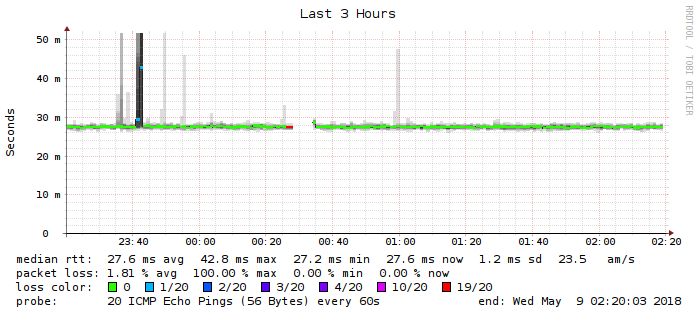 Last 3 Hours
RRDTOOL / TOBI OETIKER
Seconds
50 m
40 m
30 m
20 m
10 m
0
23:40 00:00 00:20 00:40 01:00 01:20 01:40 02:00 02:20
median rtt: 27.6 ms avg 42.8 ms max 27.2 ms min 27.6 ms now 1.2 ms sd 23.5 am/s
packet loss: 1.81 % avg 100.00 % max 0.00 % min 0.00 % now
loss color: 0 1/20 2/20 3/20 4/20 10/20 19/20
probe: 20 ICMP Echo Pings (56 Bytes) every 60s end: Wed May 9 02:20:03 2018